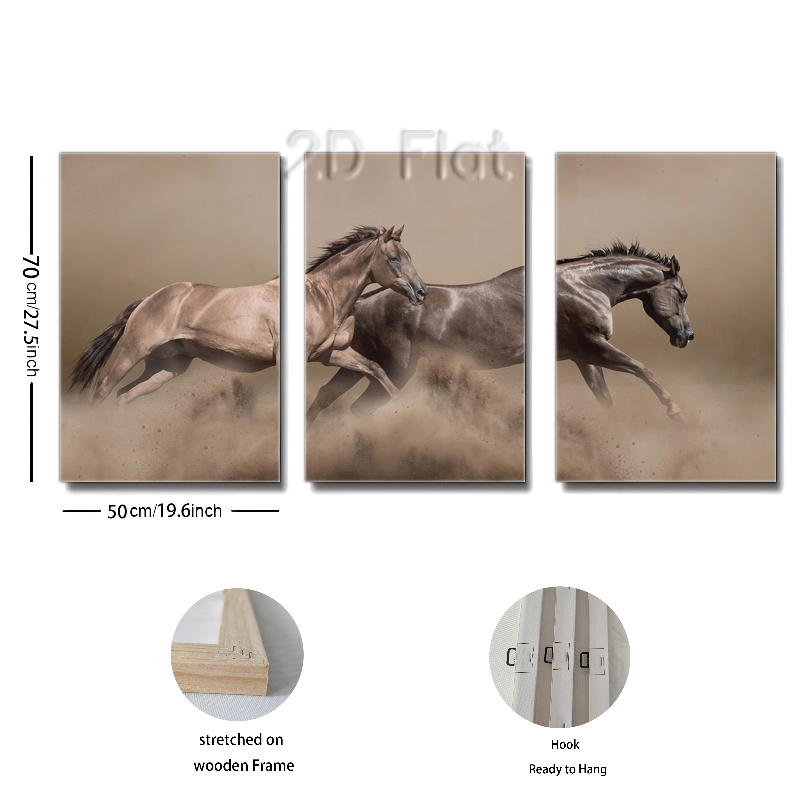 2D Flat
70 cm/27.5inch
50cm/19.6inch
stretched on
wooden Frame
Hook
Ready to Hang